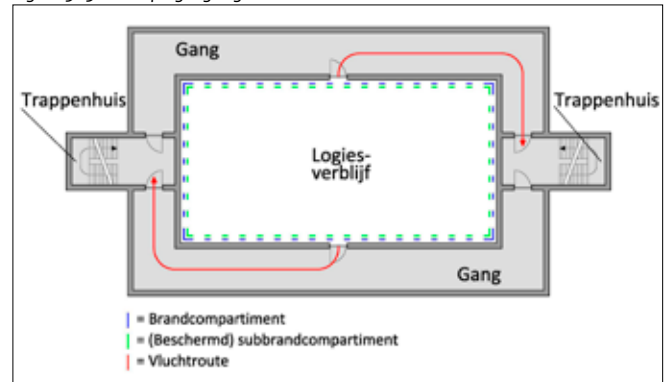 Gang
Trappenhuis
Trappenhuis
Logies-
verblijf
Gang
= Brandcompartiment
= (Beschermd) subbrandcompartiment
= Vluchtroute